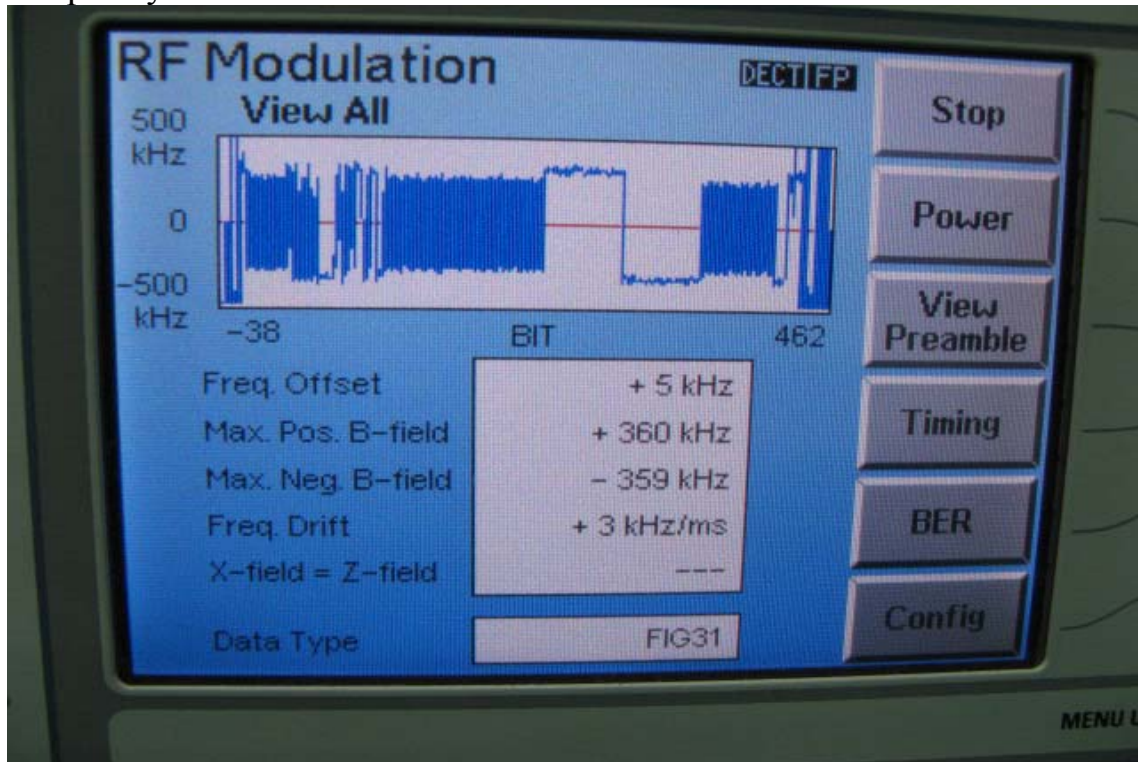 RF Modulation
DECT FP
View All
500
kHz
0
-500
kHz
-38
BIT
462
Freq. Offset
+ 5 kHz
Max. Pos. B-field
+ 360 kHz
Max. Neg. B-field
- 359 kHz
Freq. Drift
+ 3 kHz/ms
X-field = Z-field
---
Data Type
FIG31
Stop
Power
View
Preamble
Timing
BER
Config
MENU